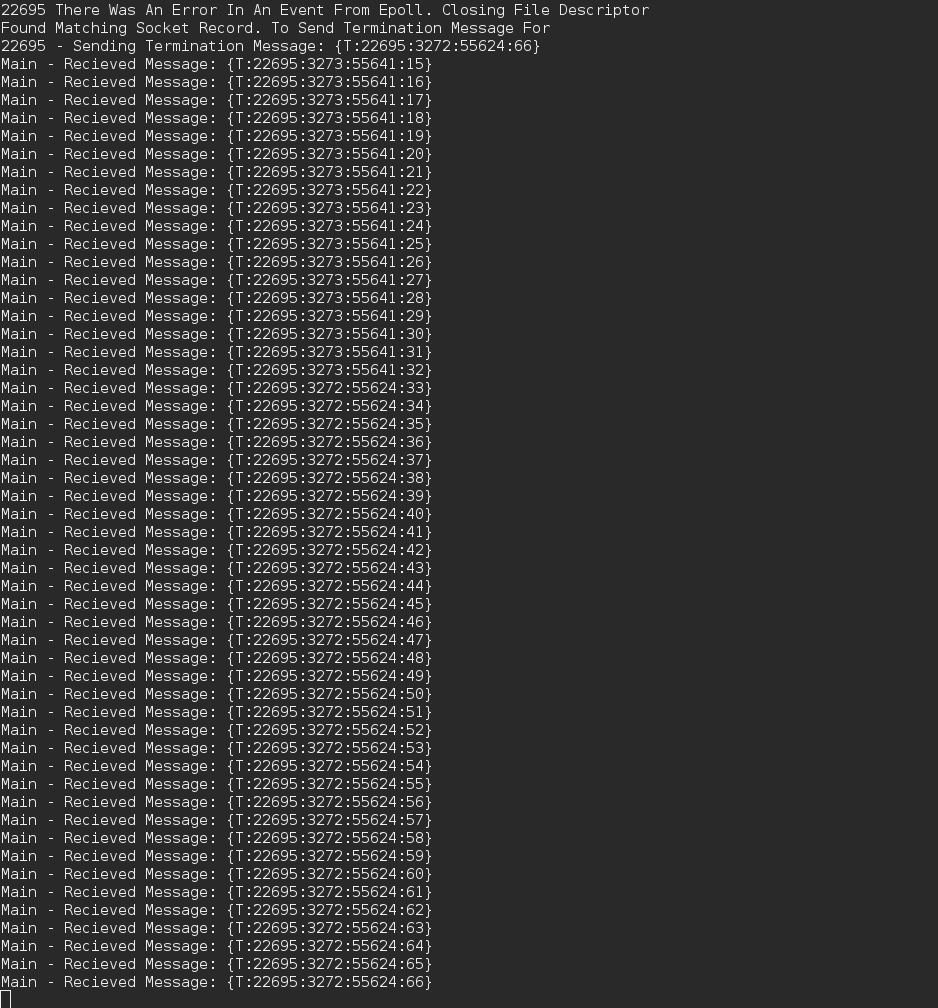 22695 There Was An Error In An Event From Epoll. Closing File Descriptor
Found Matching Socket Record. To Send Termination Message For
22695 - Sending Termination Message: {T:22695:3272:55624:66}
Main - Recieved Message: {T:22695:3273:55641:15}
Main - Recieved Message: {T:22695:3273:55641:16}
Main - Recieved Message: {T:22695:3273:55641:17}
Main - Recieved Message: {T:22695:3273:55641:18}
Main - Recieved Message: {T:22695:3273:55641:19}
Main - Recieved Message: {T:22695:3273:55641:20}
Main - Recieved Message: {T:22695:3273:55641:21}
Main - Recieved Message: {T:22695:3273:55641:22}
Main - Recieved Message: {T:22695:3273:55641:23}
Main - Recieved Message: {T:22695:3273:55641:24}
Main - Recieved Message: {T:22695:3273:55641:25}
Main - Recieved Message: {T:22695:3273:55641:26}
Main - Recieved Message: {T:22695:3273:55641:27}
Main - Recieved Message: {T:22695:3273:55641:28}
Main - Recieved Message: {T:22695:3273:55641:29}
Main - Recieved Message: {T:22695:3273:55641:30}
Main - Recieved Message: {T:22695:3273:55641:31}
Main - Recieved Message: {T:22695:3273:55641:32}
Main - Recieved Message: {T:22695:3272:55624:33}
Main - Recieved Message: {T:22695:3272:55624:34}
Main - Recieved Message: {T:22695:3272:55624:35}
Main - Recieved Message: {T:22695:3272:55624:36}
Main - Recieved Message: {T:22695:3272:55624:37}
Main - Recieved Message: {T:22695:3272:55624:38}
Main - Recieved Message: {T:22695:3272:55624:39}
Main - Recieved Message: {T:22695:3272:55624:40}
Main - Recieved Message: {T:22695:3272:55624:41}
Main - Recieved Message: {T:22695:3272:55624:42}
Main - Recieved Message: {T:22695:3272:55624:43}
Main - Recieved Message: {T:22695:3272:55624:44}
Main - Recieved Message: {T:22695:3272:55624:45}
Main - Recieved Message: {T:22695:3272:55624:46}
Main - Recieved Message: {T:22695:3272:55624:47}
Main - Recieved Message: {T:22695:3272:55624:48}
Main - Recieved Message: {T:22695:3272:55624:49}
Main - Recieved Message: {T:22695:3272:55624:50}
Main - Recieved Message: {T:22695:3272:55624:51}
Main - Recieved Message: {T:22695:3272:55624:52}
Main - Recieved Message: {T:22695:3272:55624:53}
Main - Recieved Message: {T:22695:3272:55624:54}
Main - Recieved Message: {T:22695:3272:55624:55}
Main - Recieved Message: {T:22695:3272:55624:56}
Main - Recieved Message: {T:22695:3272:55624:57}
Main - Recieved Message: {T:22695:3272:55624:58}
Main - Recieved Message: {T:22695:3272:55624:59}
Main - Recieved Message: {T:22695:3272:55624:60}
Main - Recieved Message: {T:22695:3272:55624:61}
Main - Recieved Message: {T:22695:3272:55624:62}
Main - Recieved Message: {T:22695:3272:55624:63}
Main - Recieved Message: {T:22695:3272:55624:64}
Main - Recieved Message: {T:22695:3272:55624:65}
Main - Recieved Message: {T:22695:3272:55624:66}